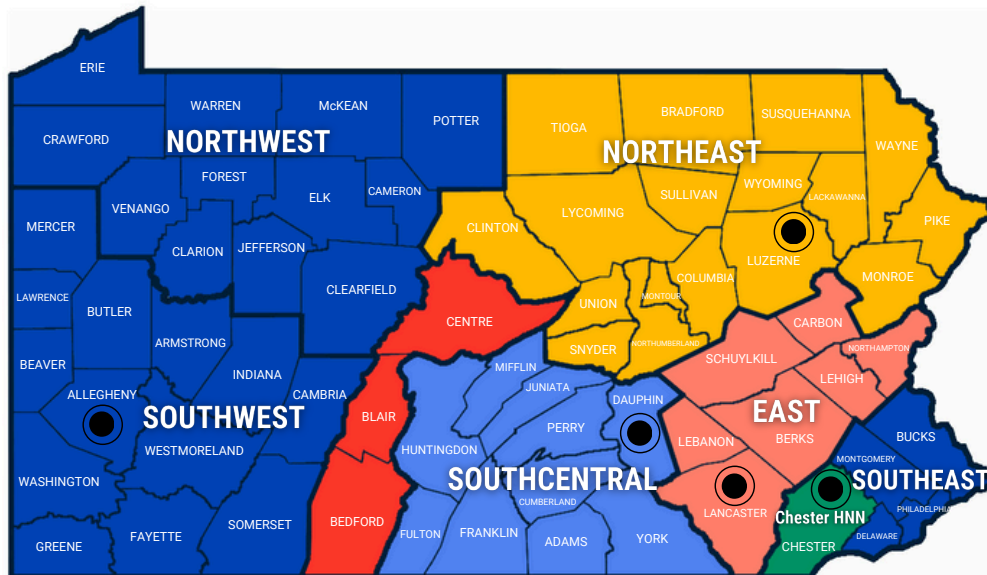 ERIE
WARREN
McKEAN
POTTER
CRAWFORD
NORTHWEST
FOREST
ELK
CAMERON
VENANGO
MERCER
CLARION
JEFFERSON
CLEARFIELD
TIOGA
BRADFORD
SUSQUEHANNA
WAYNE
NORTHEAST
SULLIVAN
WYOMING
LACKAWANNA
LYCOMING
CLINTON
PIKE
LUZERNE
COLUMBIA
MONROE
UNION
MONTOUR
SNYDER
NORTHUMBERLAND
LAWRENCE
BUTLER
ARMSTRONG
BEAVER
INDIANA
ALLEGHENY
CAMBRIA
SOUTHWEST
WESTMORELAND
WASHINGTON
SOMERSET
FAYETTE
GREENE
CENTRE
BLAIR
BEDFORD
MIFFLIN
JUNIATA
DAUPHIN
PERRY
HUNTINGDON
SOUTHCENTRAL
CUMBERLAND
FULTON
FRANKLIN
ADAMS
YORK
CARBON
NORTHAMPTON
SCHUYLKILL
LEHIGH
EAST
LEBANON
BERKS
LANCASTER
BUCKS
MONTGOMERY
SOUTHEAST
PHILADELPHIA
DELAWARE
Chester HNN
CHESTER